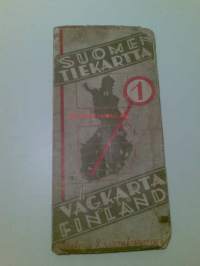 SUOMEN
TIEKARTTA
1
VÄGKARTA
FINLAND